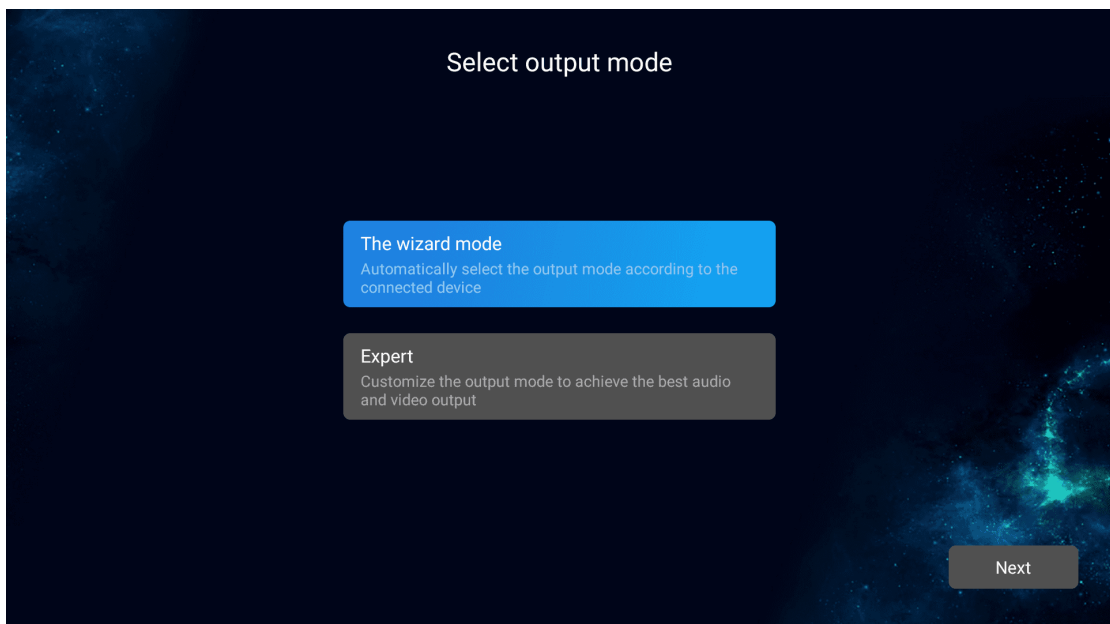 Select output mode
The wizard mode
Automatically select the output mode according to the
connected device
Expert
Customize the output mode to achieve the best audio
and video output
Next